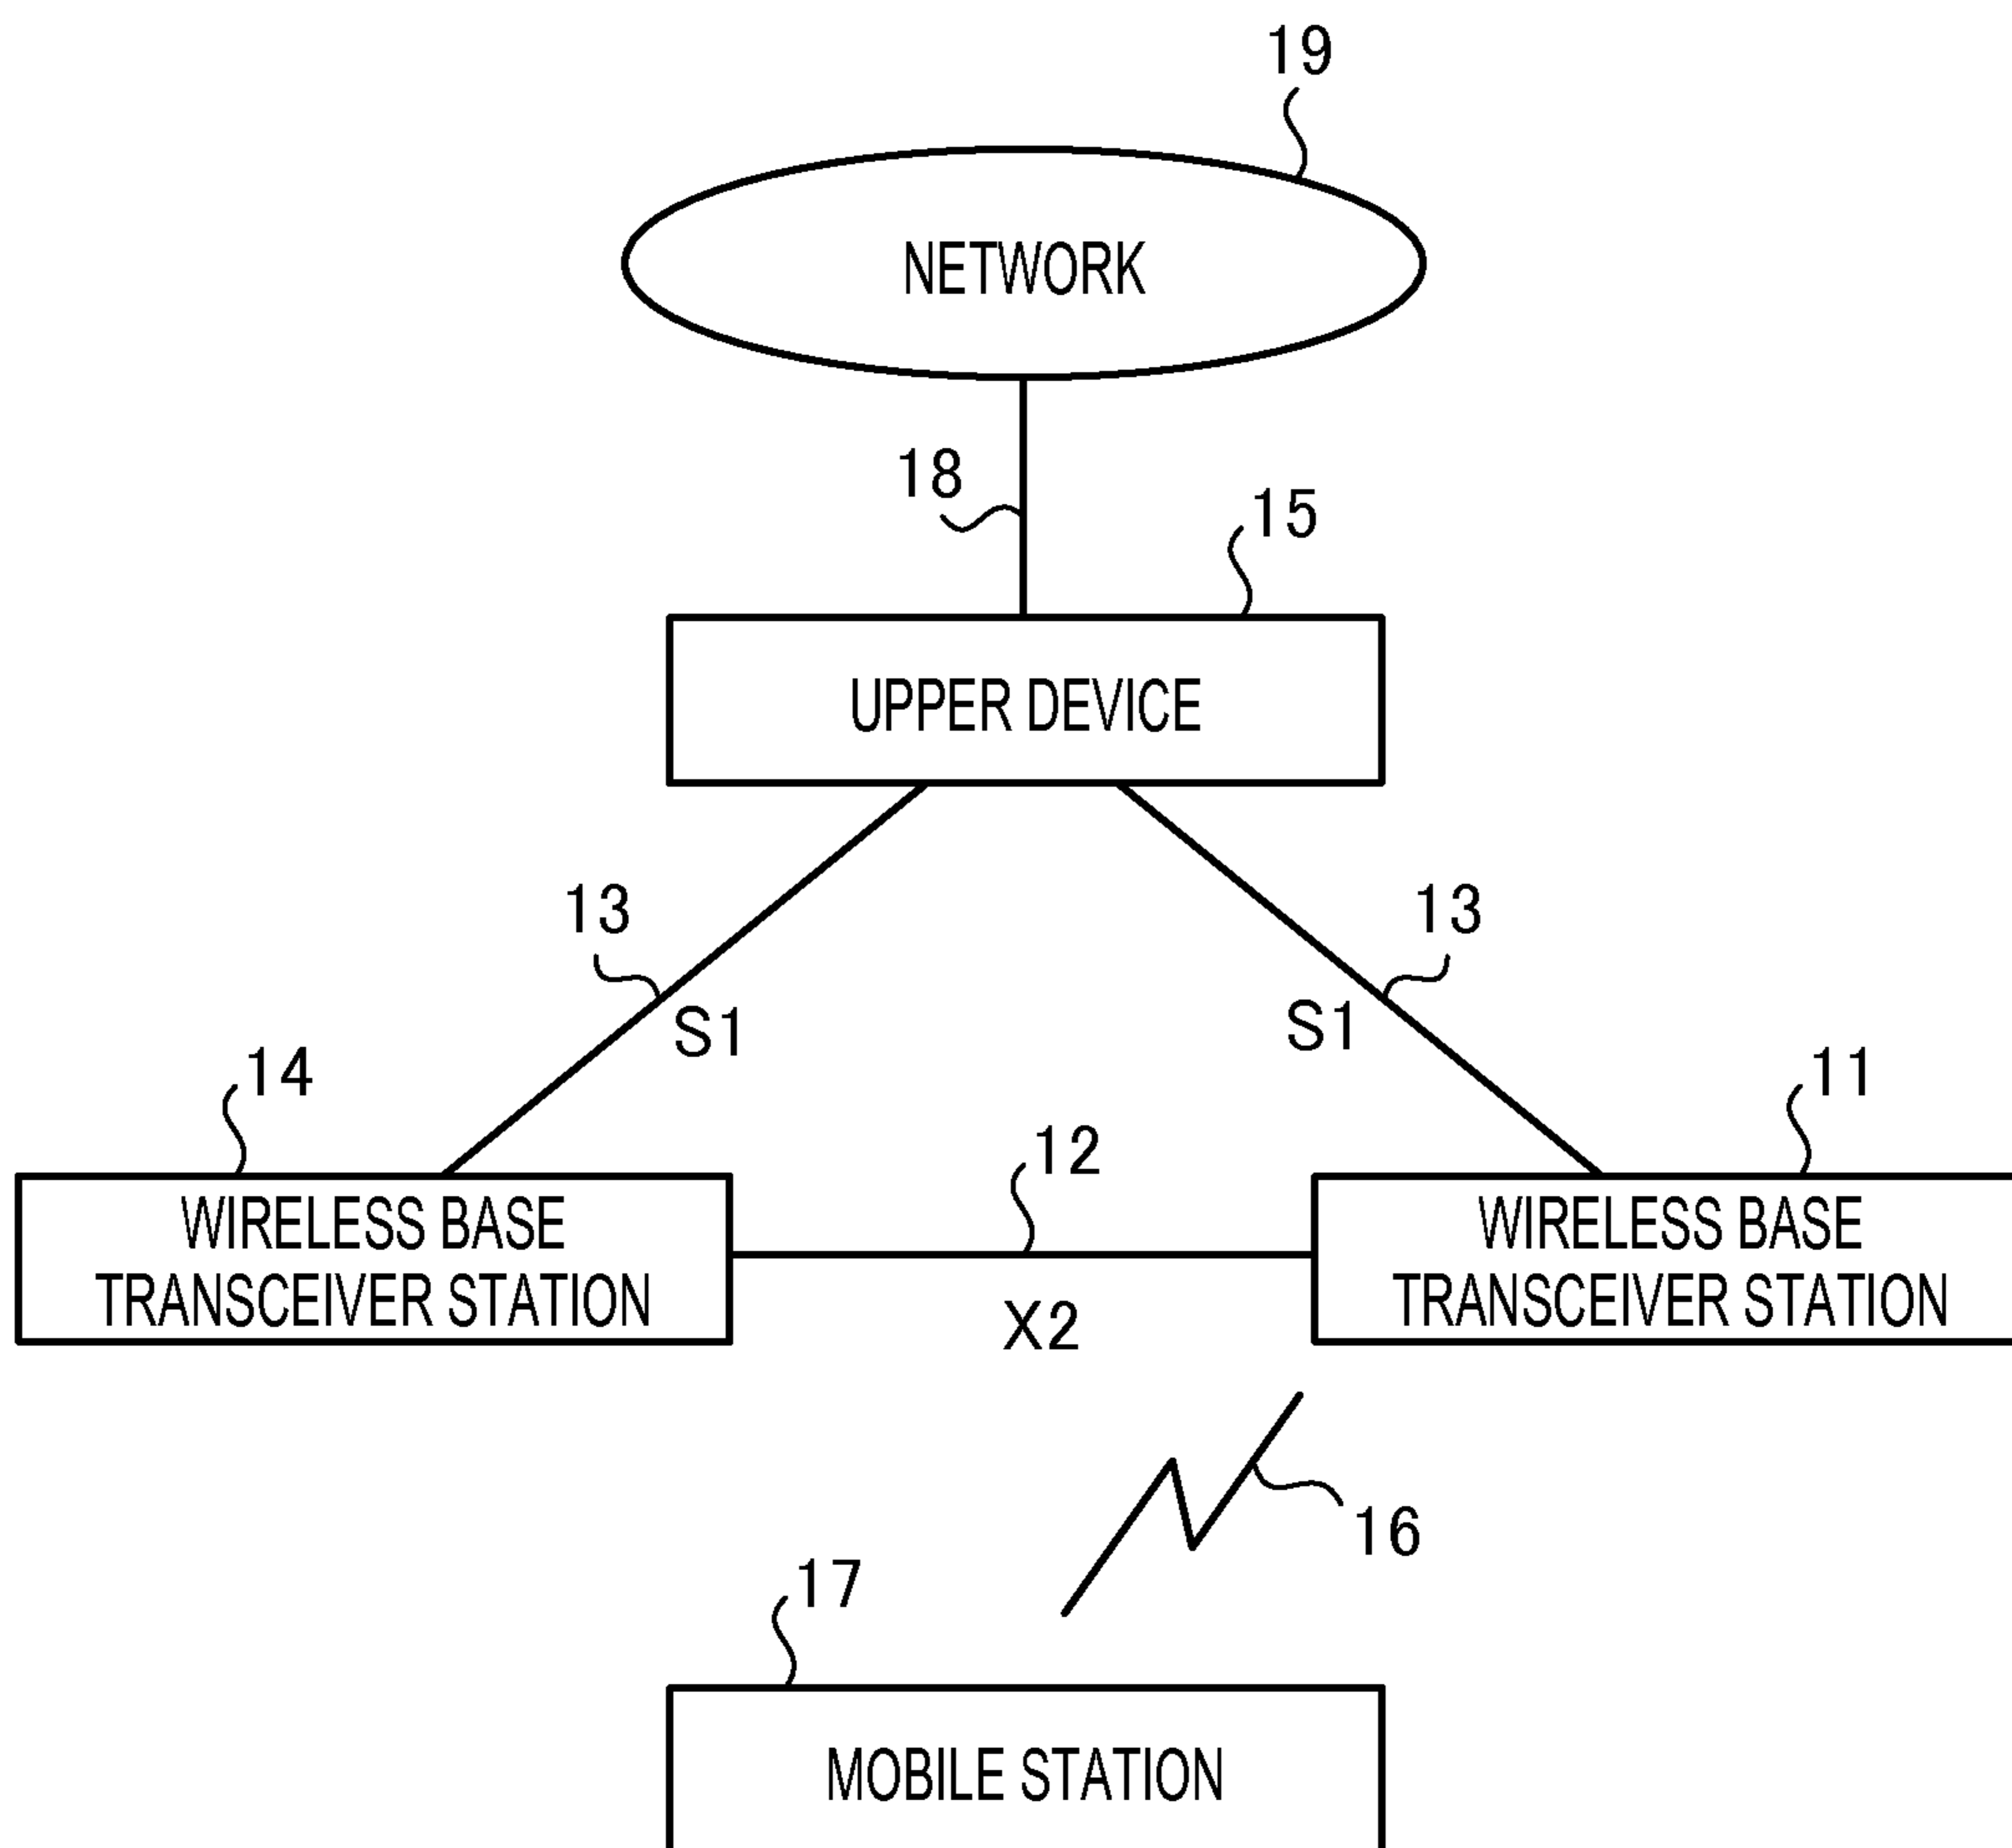 19
NETWORK
18
15
UPPER DEVICE
13
13
S1
S1
14
11
12
WIRELESS BASE
TRANSCEIVER STATION
WIRELESS BASE
TRANSCEIVER STATION
X2
16
17
MOBILE STATION